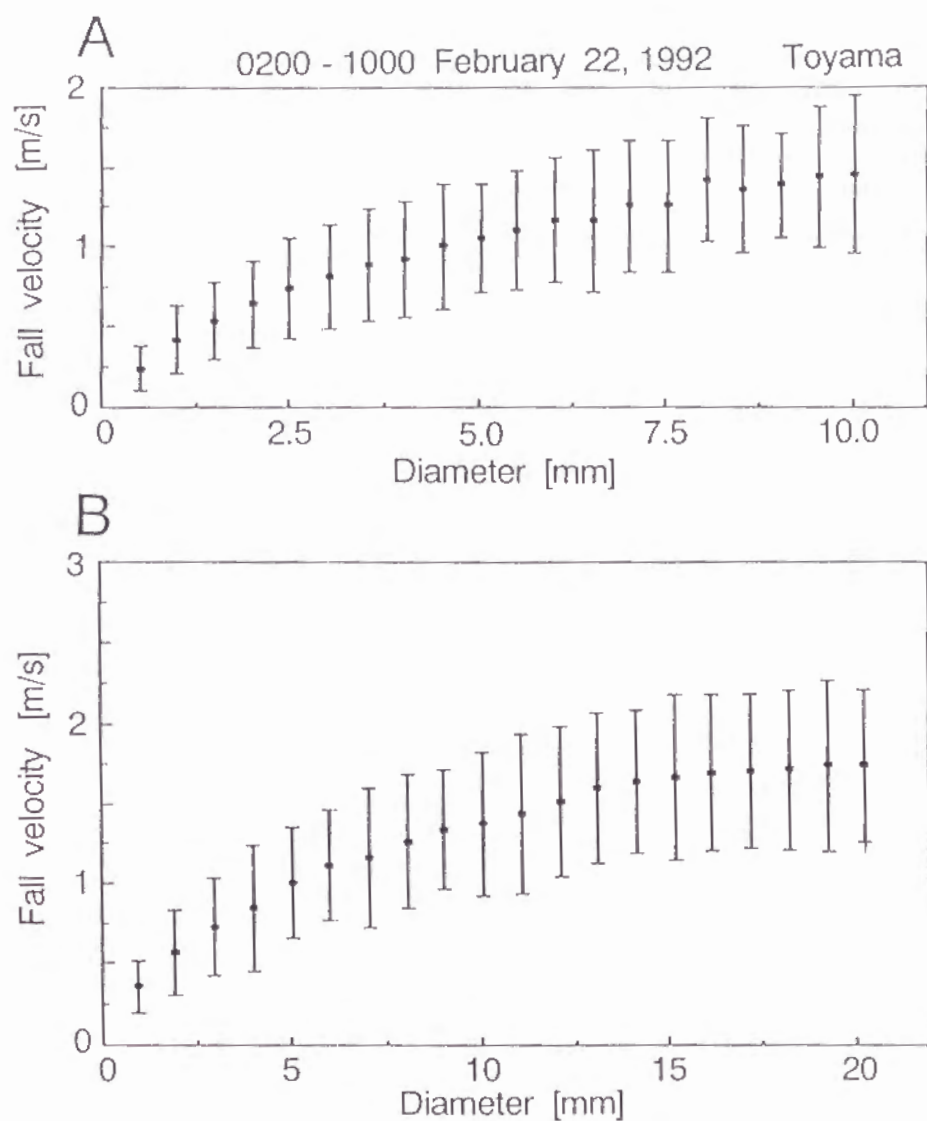 A
0200 - 1000 February 22, 1992 Toyama
Fall velocity [m/s]
2
1
0
0 2.5 5.0 7.5 10.0
Diameter [mm]
B
Fall velocity [m/s]
3
2
1
0
0 5 10 15 20
Diameter [mm]